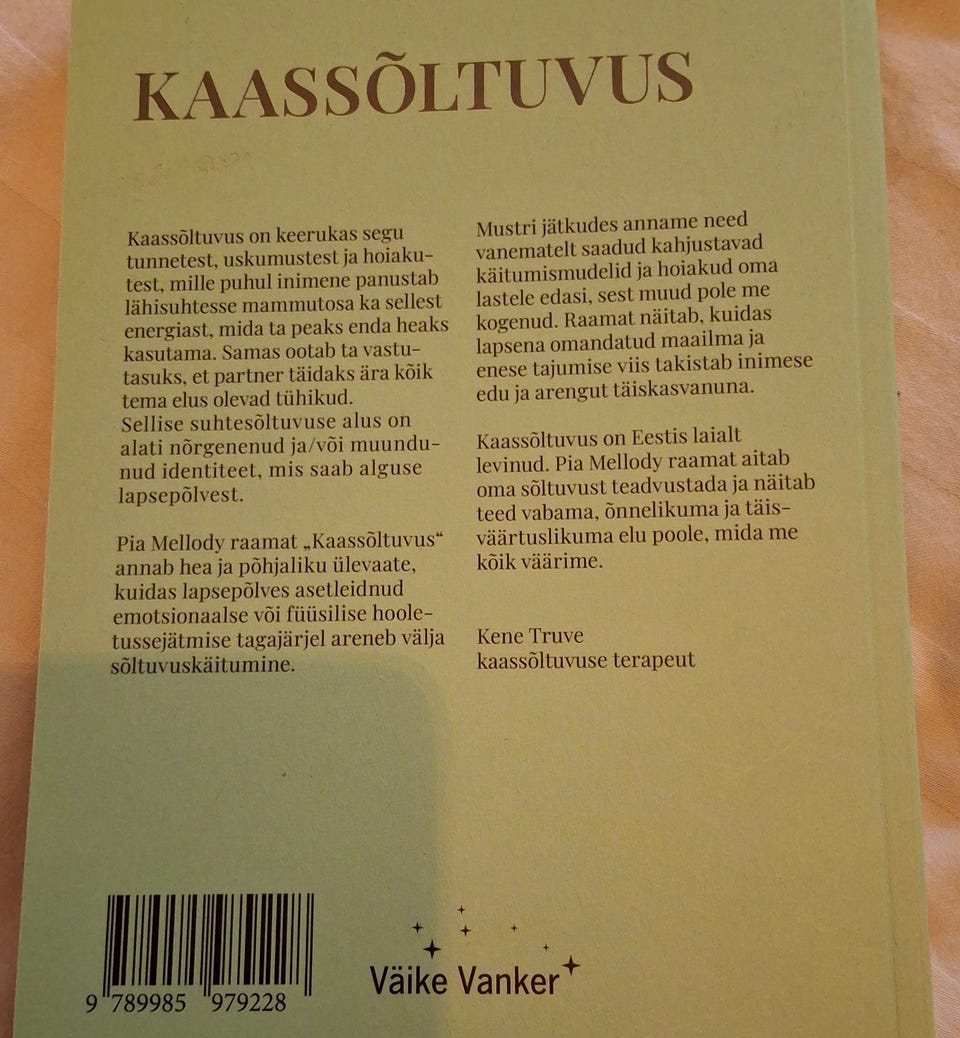 KAASSÕLTUVUS
Kaassõltuvus on keerukas segu
tunnetest, uskumustest ja hoiaku-
test, mille puhul inimene panustab
lähisuhtesse mammutosa ka sellest
energiast, mida ta peaks enda heaks
kasutama. Samas ootab ta vastu-
tasuks, et partner täidaks ära kõik
tema elus olevad tühikud.
Sellise suhtesõltuvuse alus on
alati nõrgenenud ja/või muundu-
nud identiteet, mis saab alguse
lapsepõlvest.
Pia Mellody raamat „Kaassõltuvus“
annab hea ja põhjaliku ülevaate,
kuidas lapsepõlves asetleidnud
emotsionaalse või füüsilise hoole-
tussejätmise tagajärjel areneb välja
sõltuvuskäitumine.
Mustri jätkudes anname need
vanematelt saadud kahjustavad
käitumismudelid ja hoiakud oma
lastele edasi, sest muud pole me
kogenud. Raamat näitab, kuidas
lapsena omandatud maailma ja
enese tajumise viis takistab inimese
edu ja arengut täiskasvanuna.
Kaassõltuvus on Eestis laialt
levinud. Pia Mellody raamat aitab
oma sõltuvust teadvustada ja näitab
teed vabama, õnnelikuma ja täis-
väärtuslikuma elu poole, mida me
kõik väärime.
Kene Truve
kaassõltuvuse terapeut
9 789985 979228
Väike Vanker